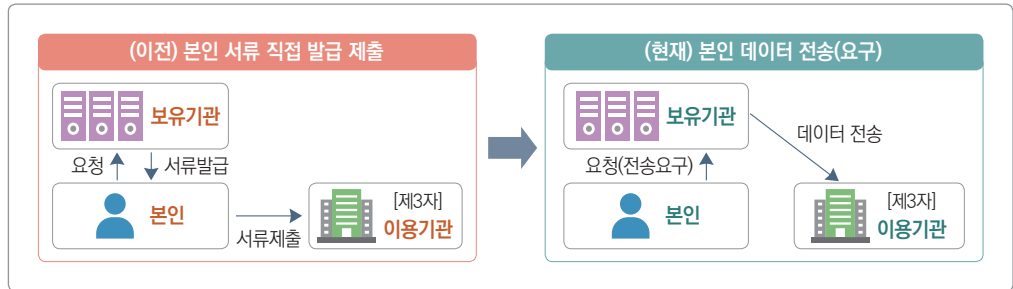 (이전) 본인 서류 직접 발급 제출
보유기관
요청
서류발급
본인
서류제출
[제3자]
이용기관
(현재) 본인 데이터 전송(요구)
보유기관
데이터 전송
요청(전송요구)
본인
[제3자]
이용기관